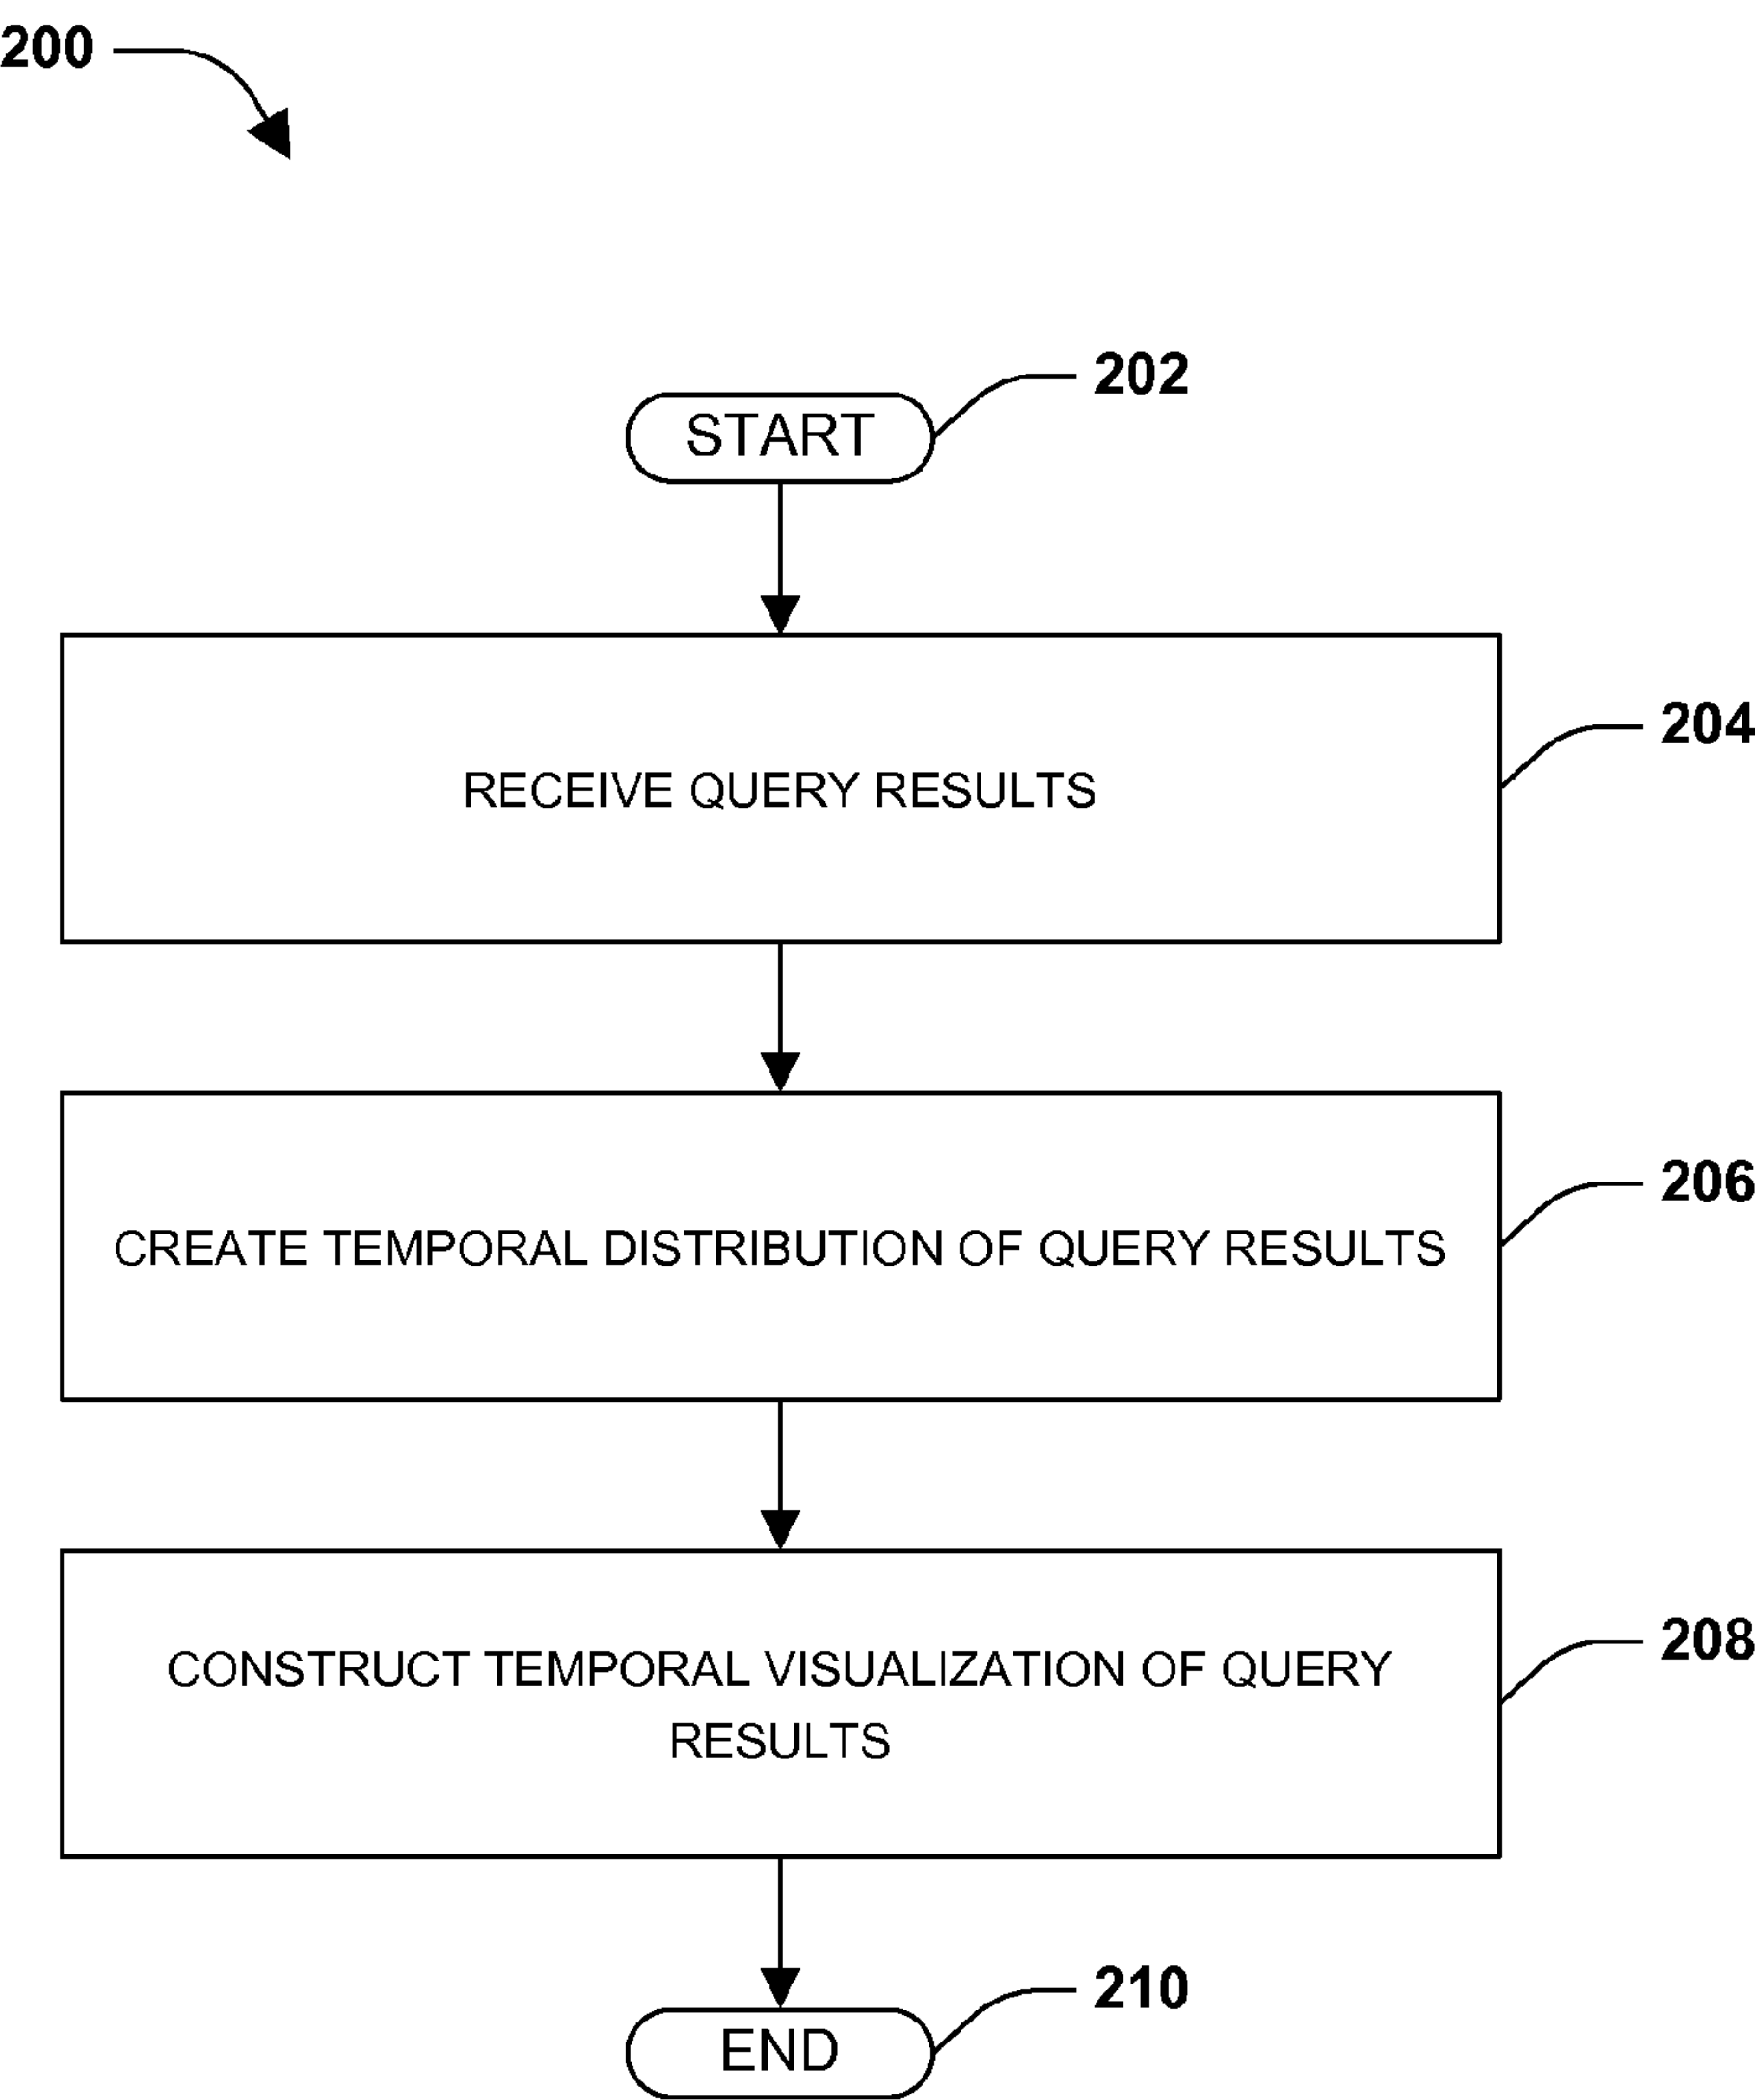 200
202
START
204
RECEIVE QUERY RESULTS
206
CREATE TEMPORAL DISTRIBUTION OF QUERY RESULTS
208
CONSTRUCT TEMPORAL VISUALIZATION OF QUERY
RESULTS
210
END